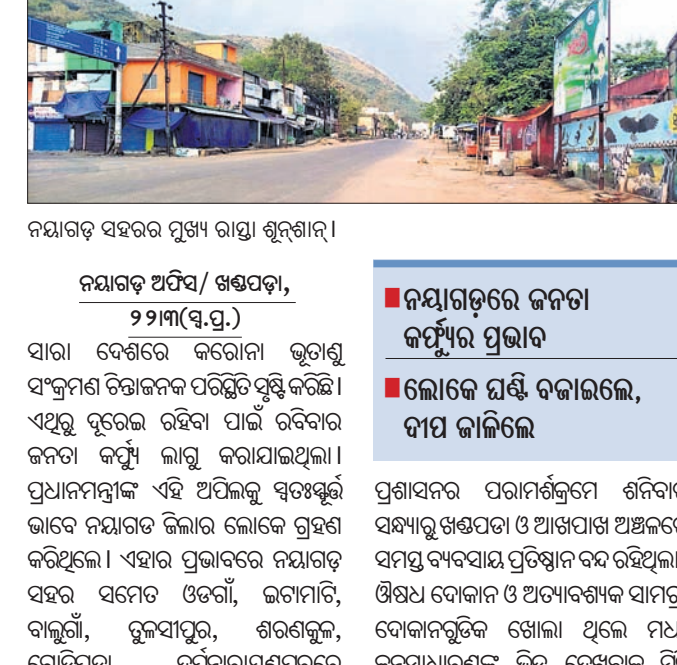 ନୟାଗଡ଼ ସହରର ମୁଖ୍ୟ ରାସ୍ତା ଶୂନ୍‌ଶାନ୍ ।
ନୟାଗଡ଼ ଅଫିସ/ ଖଣ୍ଡପଡ଼ା,
୨୨।୩(ସ୍ୱ.ପ୍ର.)
ସାରା ଦେଶରେ କରୋନା ଭୂତାଣୁ
ସଂକ୍ରମଣ ଚିନ୍ତାଜନକ ପରିସ୍ଥିତି ସୃଷ୍ଟି କରିଛି ।
ଏଥିରୁ ଦୂରେଇ ରହିବା ପାଇଁ ରବିବାର
ଜନତା କର୍ଫ୍ୟୁ ଲାଗୁ କରାଯାଇଥିଲା ।
ପ୍ରଧାନମନ୍ତ୍ରୀଙ୍କ ଏହି ଅପିଲକୁ ସ୍ୱତଃସ୍ଫୂର୍ତ୍ତ
ଭାବେ ନୟାଗଡ ଜିଲାର ଲୋକେ ଗ୍ରହଣ
କରିଥିଲେ । ଏହାର ପ୍ରଭାବରେ ନୟାଗଡ଼
ସହର ସମେତ ଓଡଗାଁ, ଇଟାମାଟି,
ବାଲୁଗାଁ, ତୁଳସୀପୁର, ଶରଣକୁଳ,
ନୟାଗଡ଼ରେ ଜନତା
କର୍ଫ୍ୟୁର ପ୍ରଭାବ
ଲୋକେ ଘଣ୍ଟି ବଜାଇଲେ,
ଦୀପ ଜାଳିଲେ
ପ୍ରଶାସନର ପରାମର୍ଶକ୍ରମେ ଶନିବାର
ସନ୍ଧ୍ୟାରୁ ଖଣ୍ଡପଡା ଓ ଆଖପାଖ ଅଞ୍ଚଳରେ
ସମସ୍ତ ବ୍ୟବସାୟ ପ୍ରତିଷ୍ଠାନ ବନ୍ଦ ରହିଥିଲା
ଔଷଧ ଦୋକାନ ଓ ଅତ୍ୟାବଶ୍ୟକ ସାମଗ୍ରୀ
ଦୋକାନଗୁଡିକ ଖୋଲା ଥିଲେ ମଧ୍ୟ